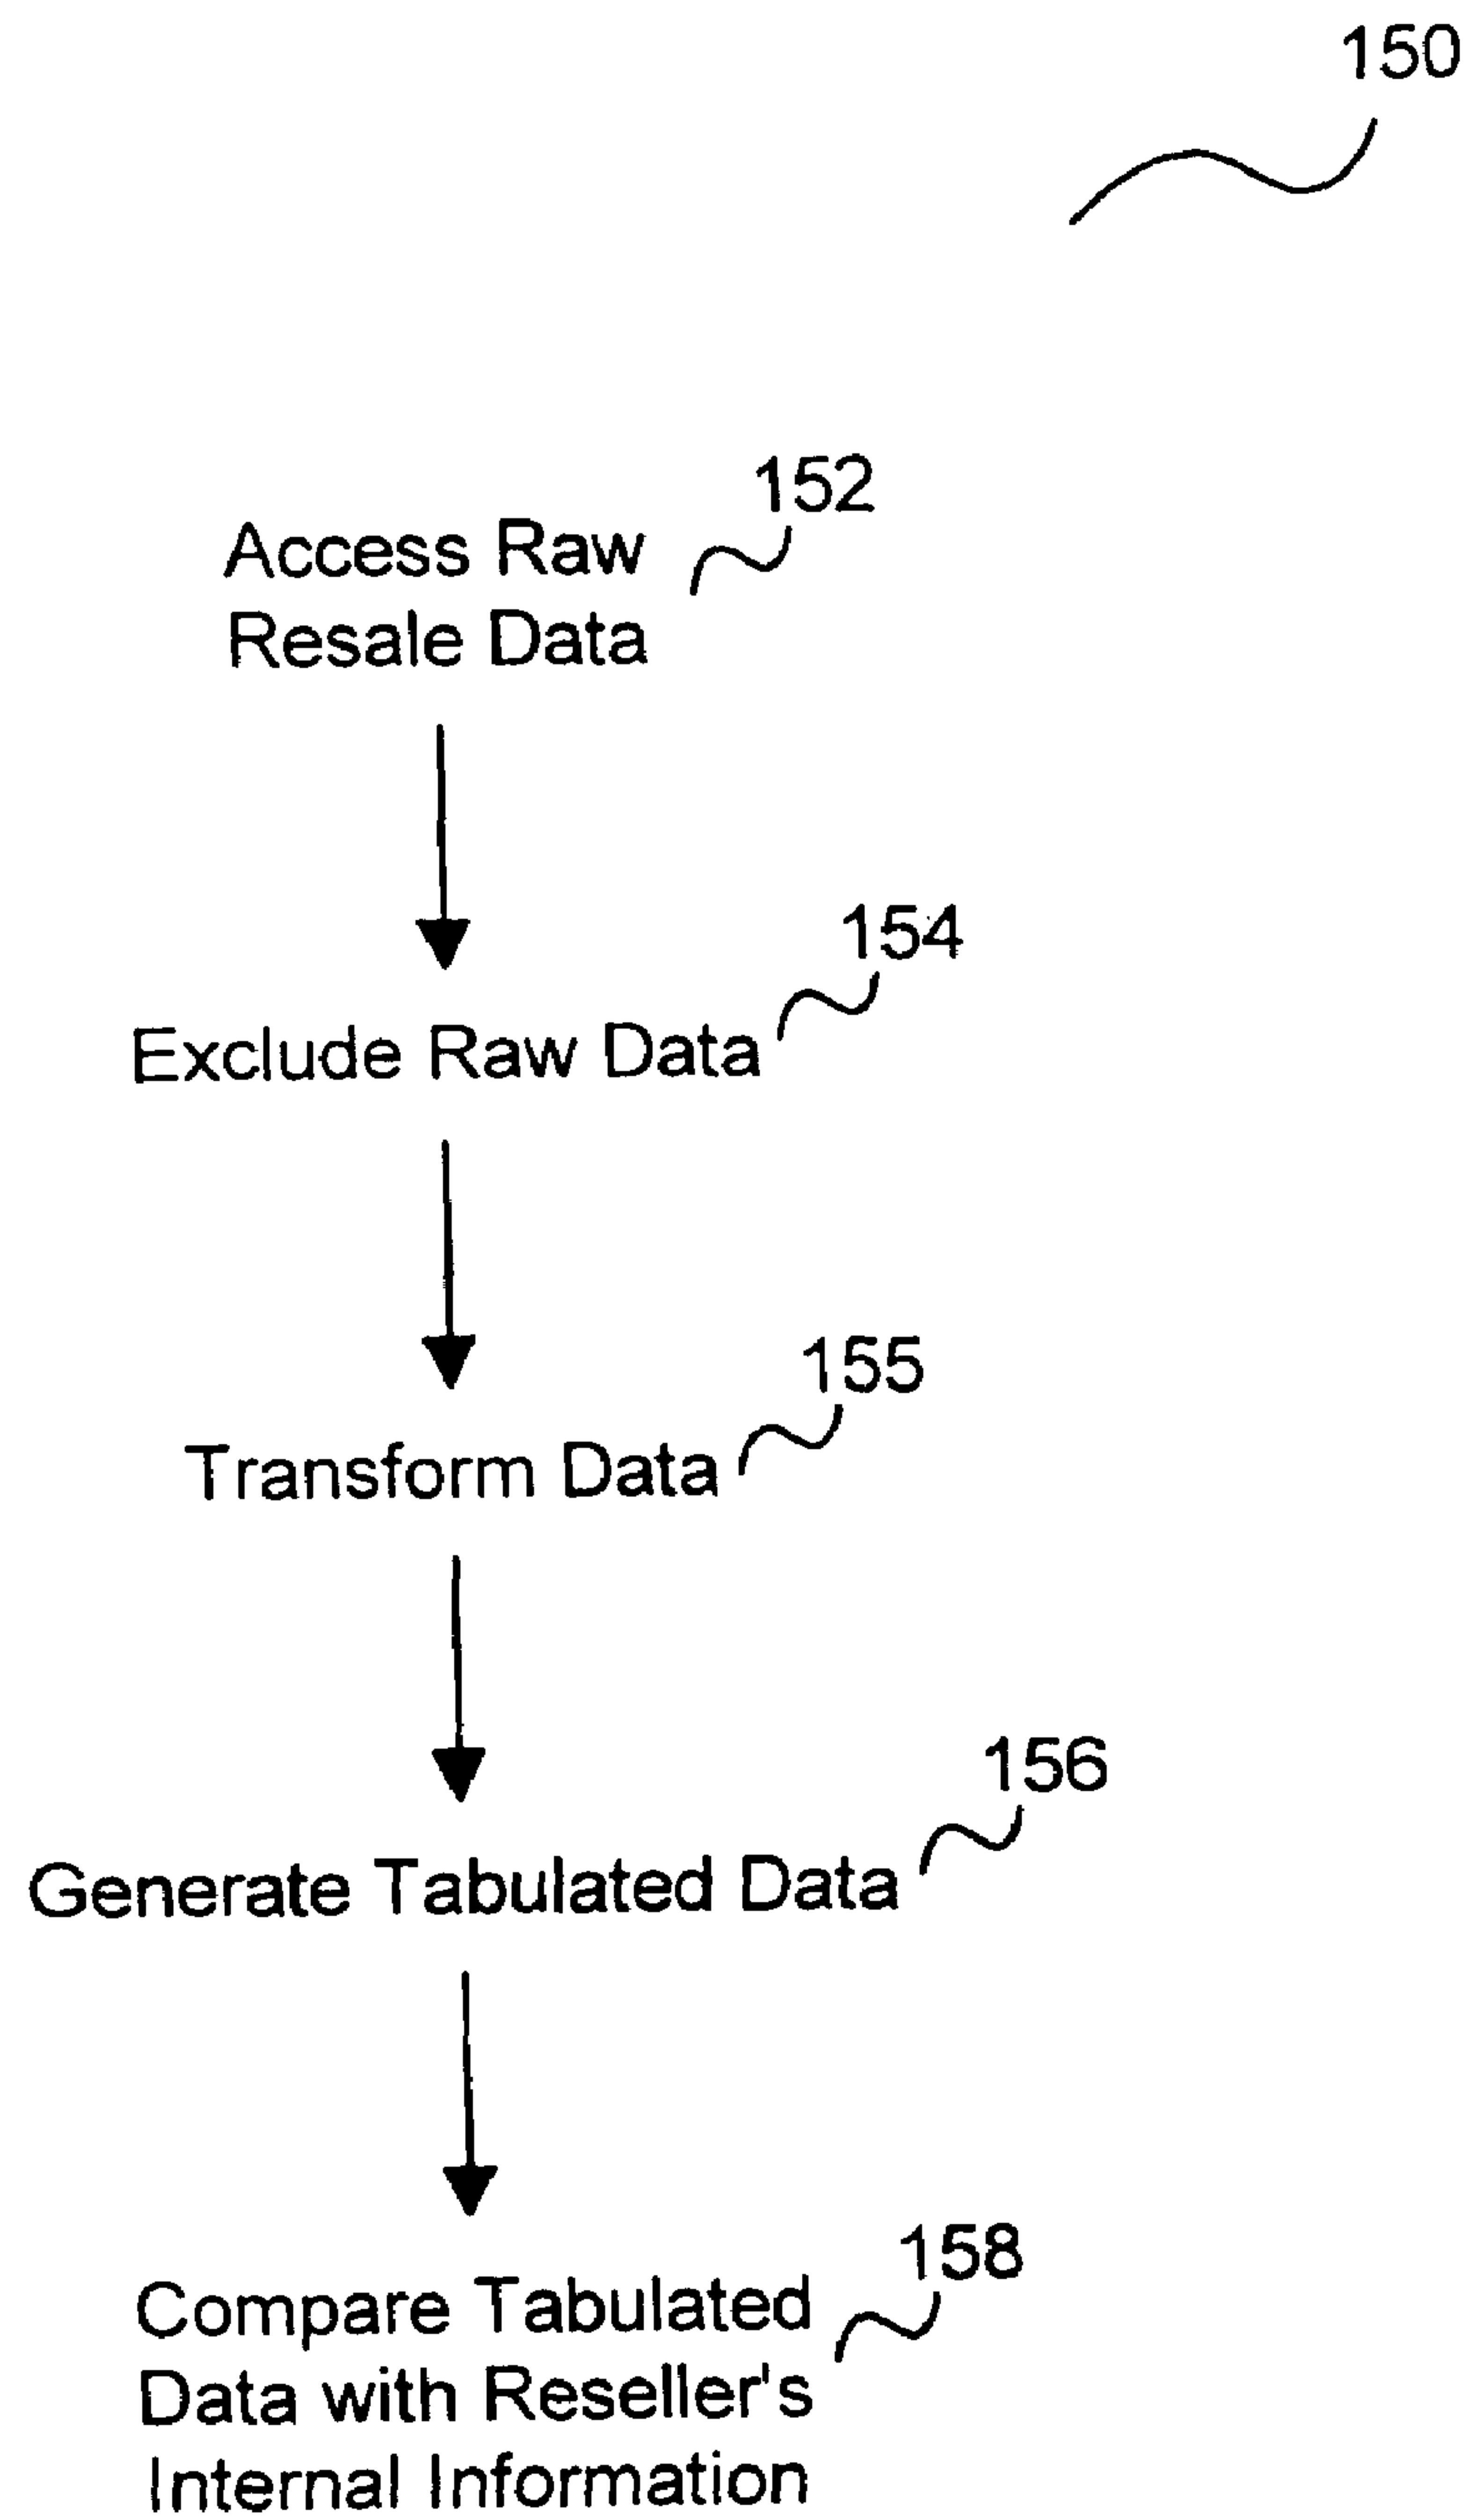 150
152
Access Raw
Resale Data
154
Exclude Raw Data
155
Transform Data
156
Generate Tabulated Data
158
Compare Tabulated
Data with Reseller's
Internal Information